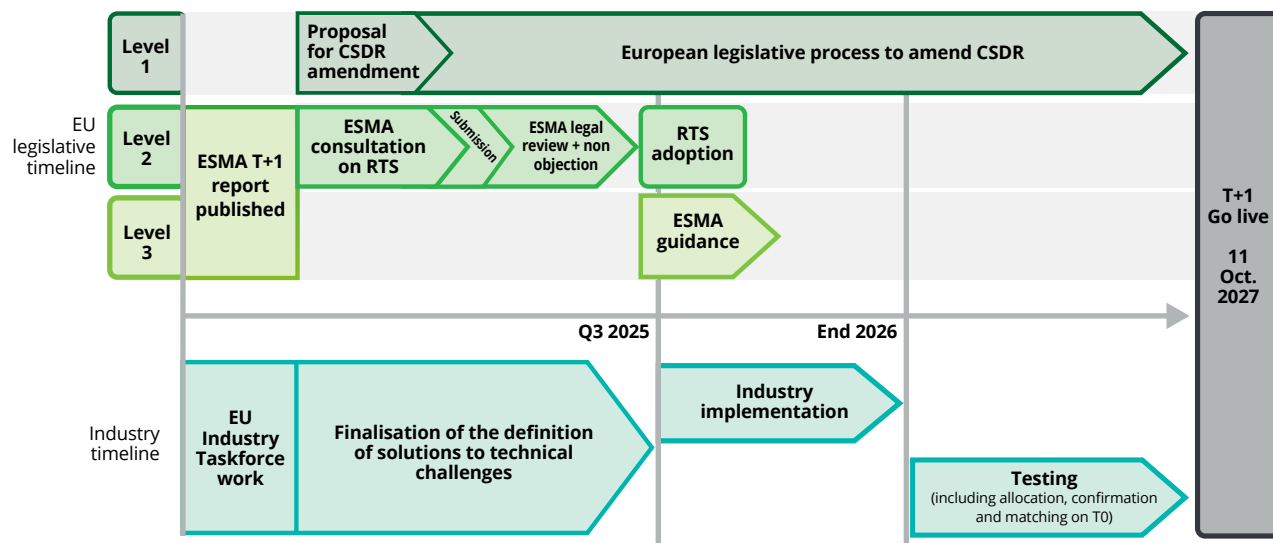 Level
1
Proposal
for CSDR
amendment
European legislative process to amend CSDR
EU
legislative
timeline
Level
2
ESMA T+1
report
published
ESMA
consultation
on RTS
Submission
ESMA legal
review + non
objection
RTS
adoption
Level
3
ESMA
guidance
T+1
Go live
11
Oct.
2027
Q3 2025
End 2026
Industry
timeline
EU
Industry
Taskforce
work
Finalisation of the definition
of solutions to technical
challenges
Industry
implementation
Testing
(including allocation, confirmation
and matching on T0)